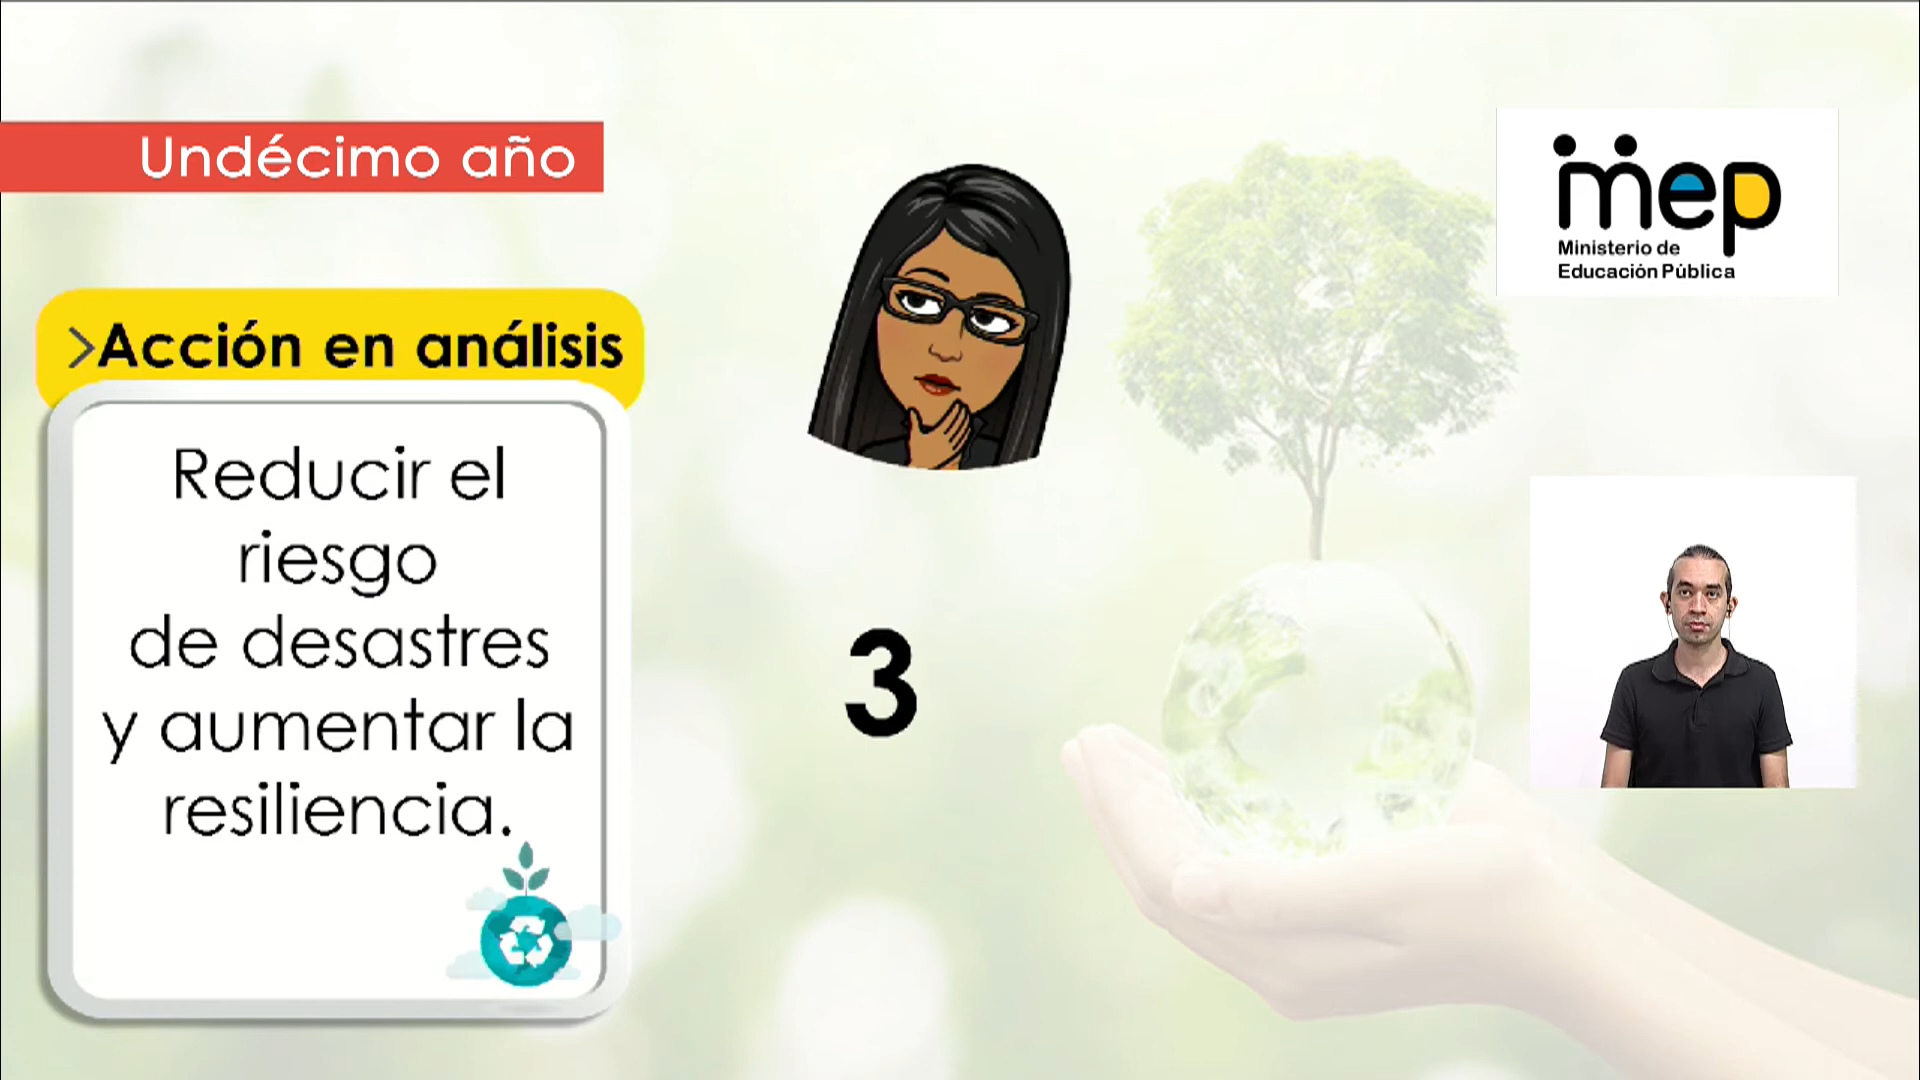 Undécimo año
>Acción en análisis
Reducir el
riesgo
de desastres
y aumentar la
resiliencia.
3
mep
Ministerio de
Educación Pública